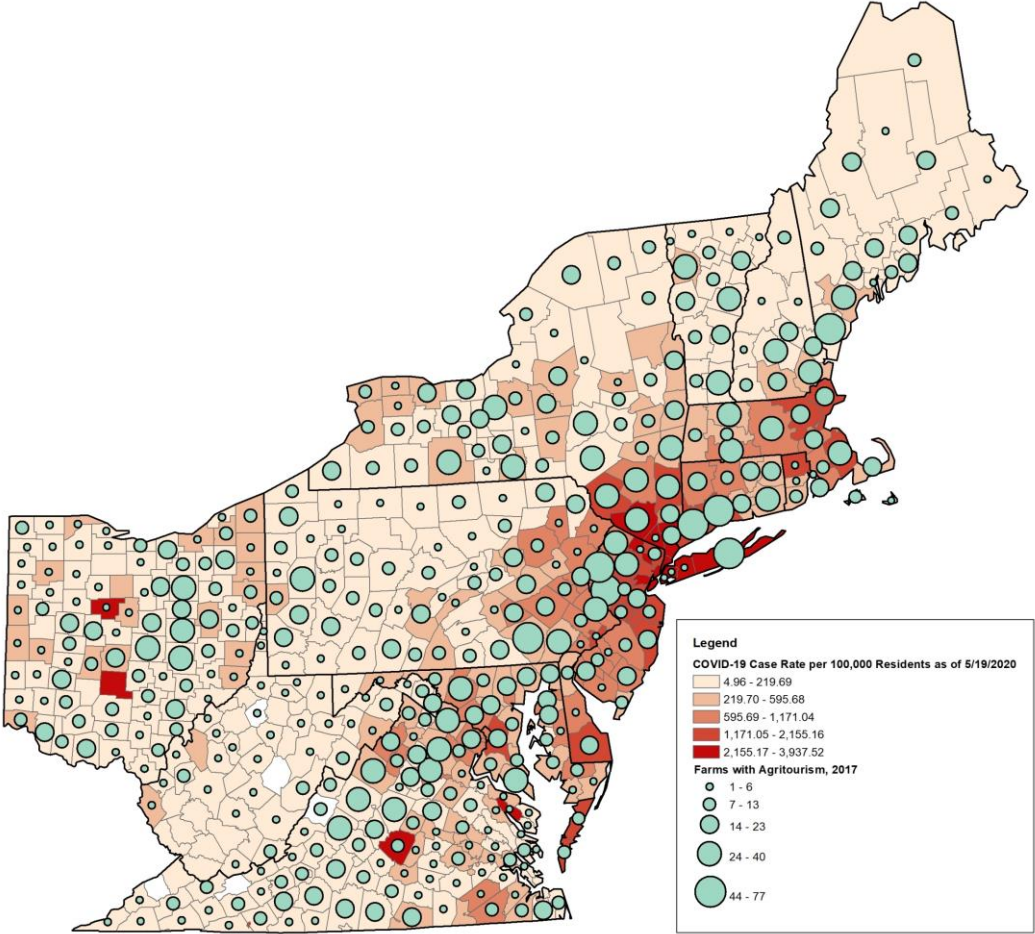 Legend
COVID-19 Case Rate per 100,000 Residents as of 5/19/2020
4.96 - 219.69
219.70 - 595.68
595.69 - 1,171.04
1,171.05 - 2,155.16
2,155.17 - 3,937.52
Farms with Agritourism, 2017
1 - 6
7 - 13
14 - 23
24 - 40
44 - 77